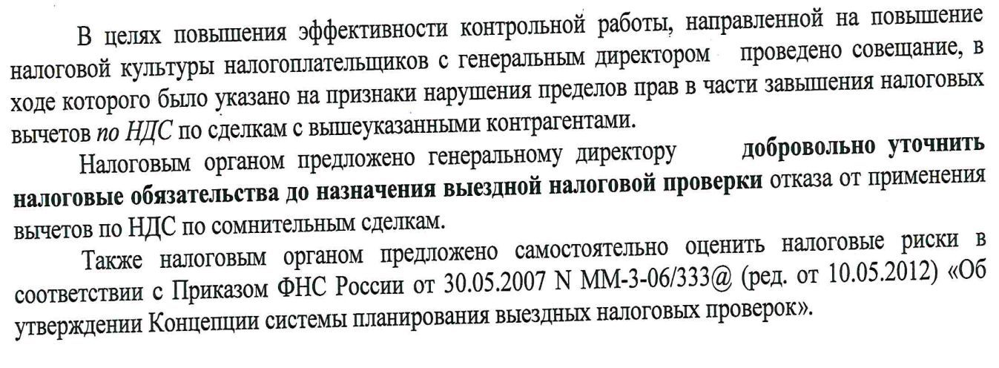 В целях повышения эффективности контрольной работы, направленной на повышение
налоговой культуры налогоплательщиков с генеральным директором проведено совещание, в
ходе которого было указано на признаки нарушения пределов прав в части завышения налоговых
вычетов по НДС по сделкам с вышеуказанными контрагентами.
Налоговым органом предложено генеральному директору добровольно уточнить
налоговые обязательства до назначения выездной налоговой проверки отказа от применения
вычетов по НДС по сомнительным сделкам.
Также налоговым органом предложено самостоятельно оценить налоговые риски в
соответствии с Приказом ФНС России от 30.05.2007 N ММ-3-06/333@ (ред. от 10.05.2012) «Об
утверждении Концепции системы планирования выездных налоговых проверок».